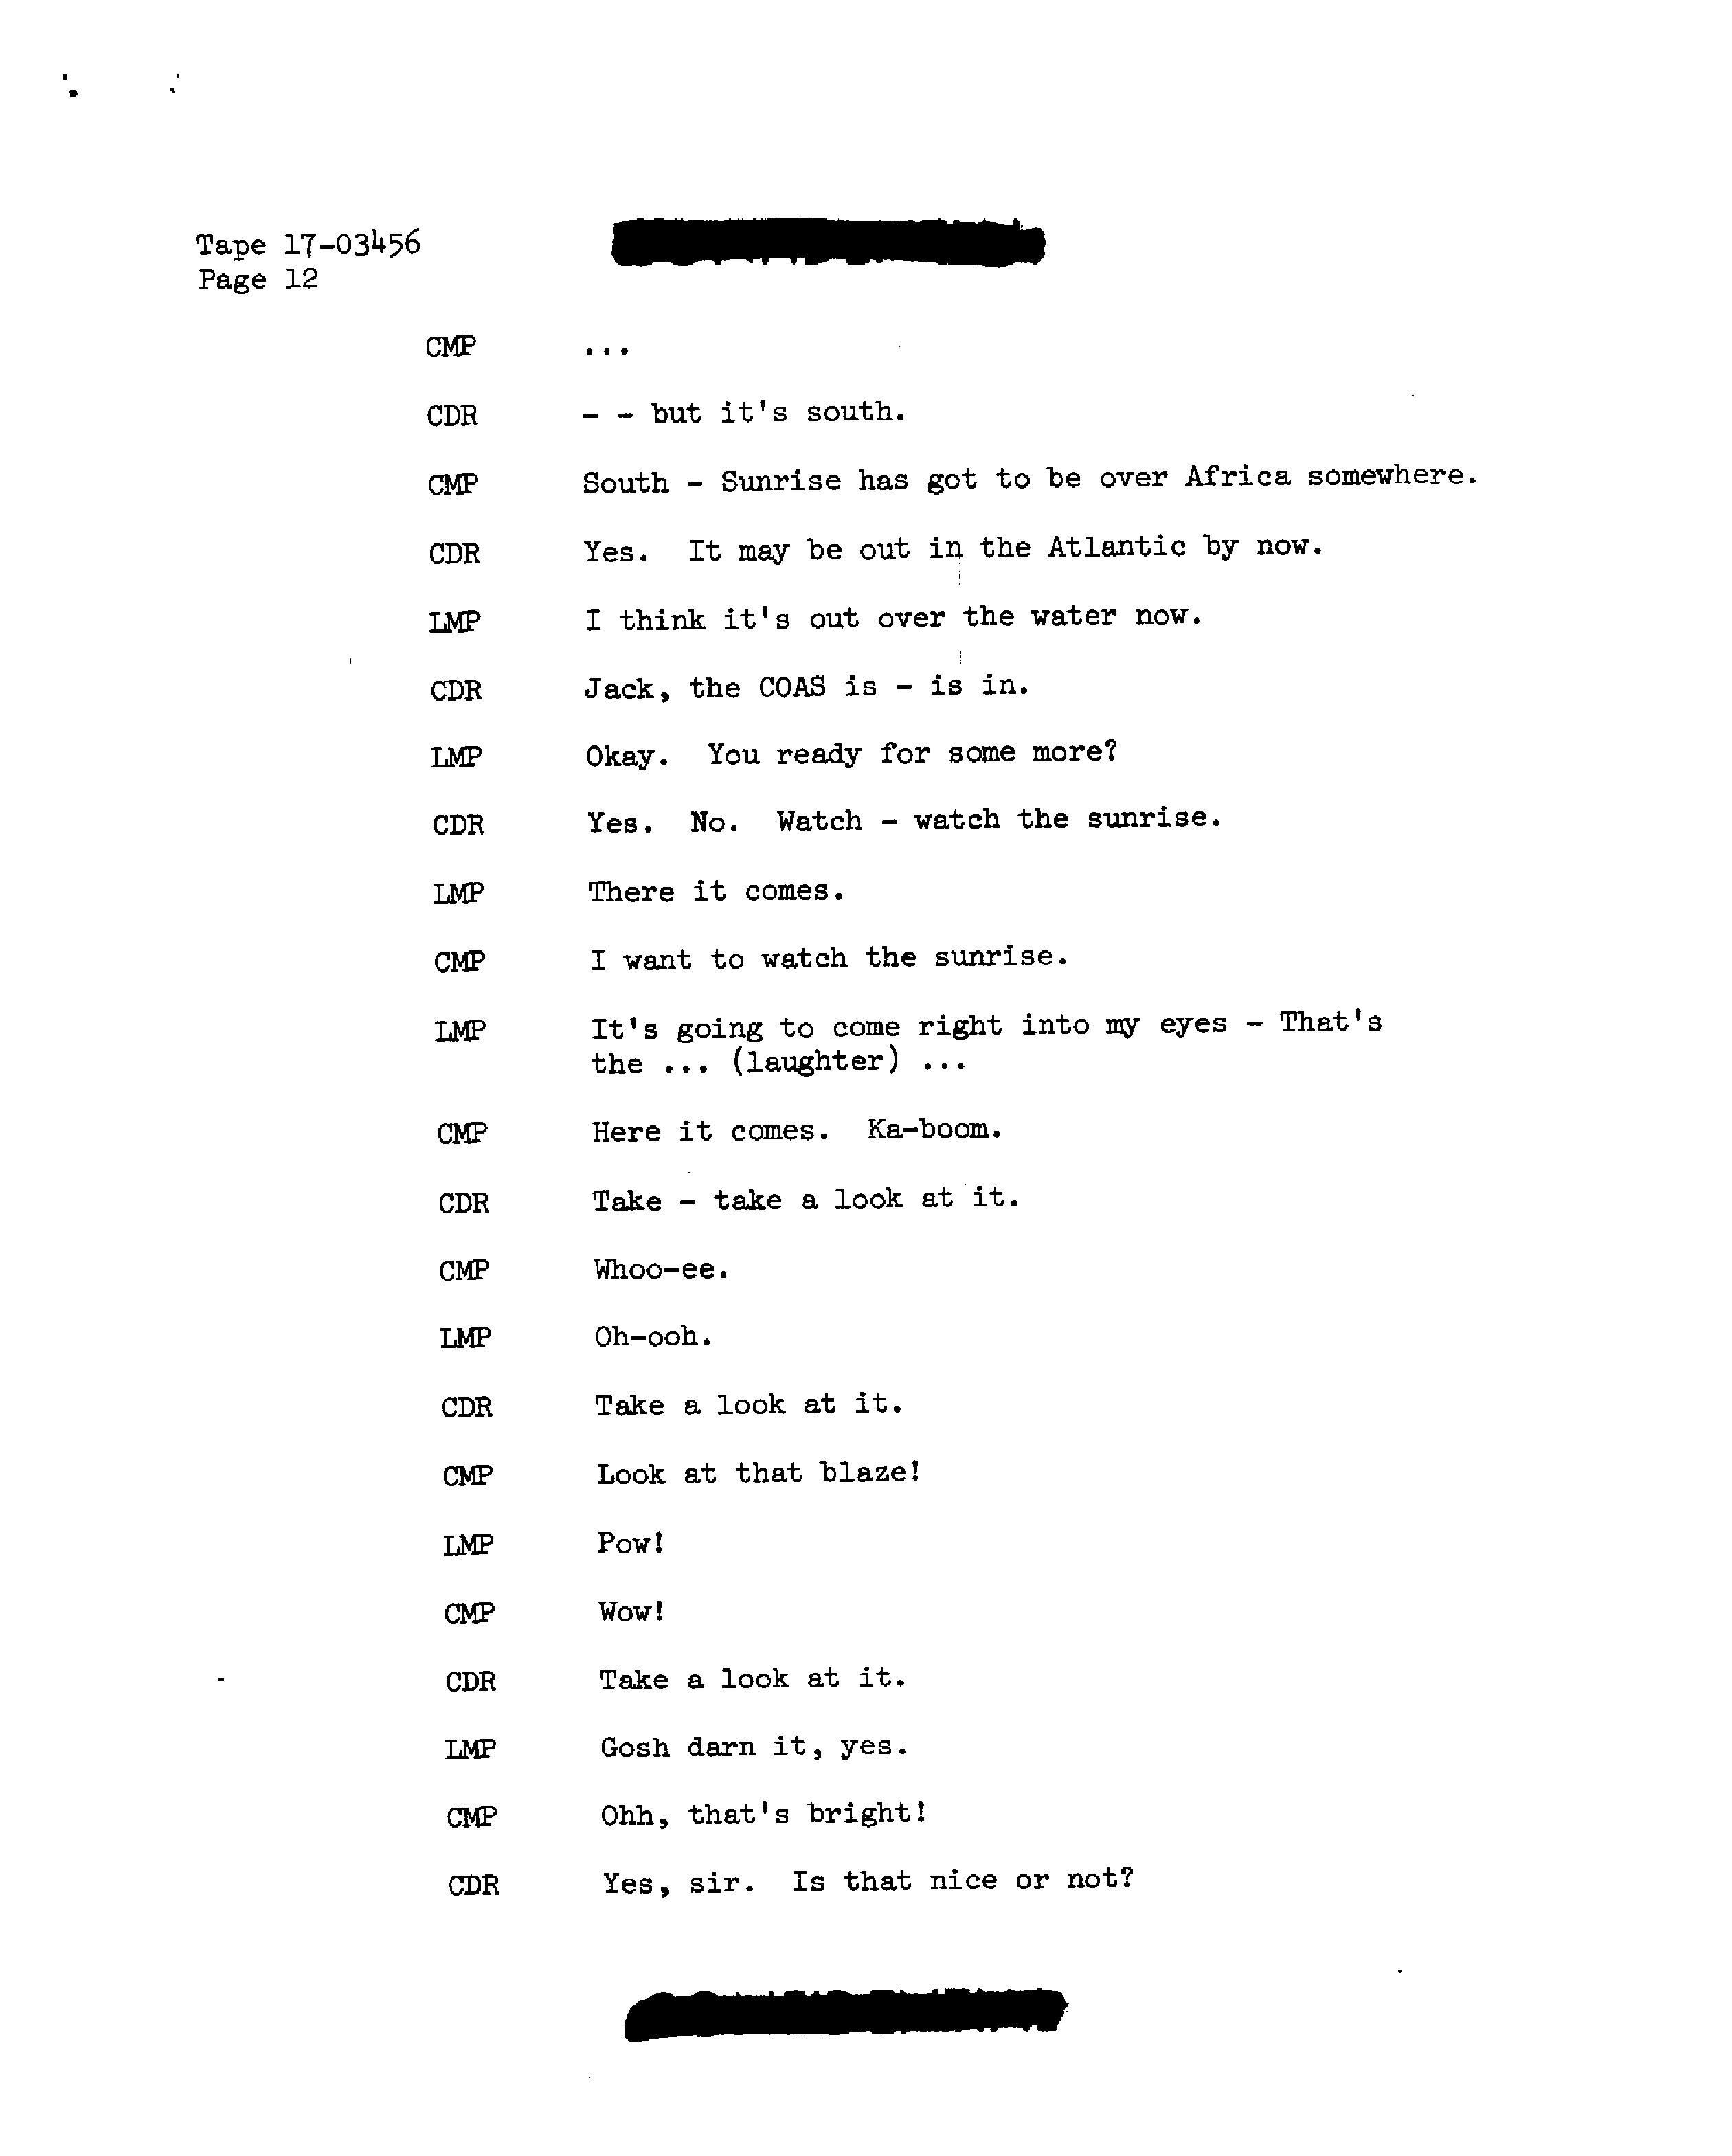 Tape 17-03456
Page 12
CMP ...
CDR - - but it's south.
CMP South - Sunrise has got to be over Africa somewhere.
CDR Yes. It may be out in the Atlantic by now.
LMP I think it's out over the water now.
CDR Jack, the COAS is - is in.
LMP Okay. You ready for some more?
CDR Yes. No. Watch - watch the sunrise.
LMP There it comes.
CMP I want to watch the sunrise.
LMP It's going to come right into my eyes - That's
the ... (laughter) ...
CMP Here it comes. Ka-boom.
CDR Take - take a look at it.
CMP Whoo-ee.
LMP Oh-ooh.
CDR Take a look at it.
CMP Look at that blaze!
LMP Pow!
CMP Wow!
CDR Take a look at it.
LMP Gosh darn it, yes.
CMP Ohh, that's bright!
CDR Yes, sir. Is that nice or not?